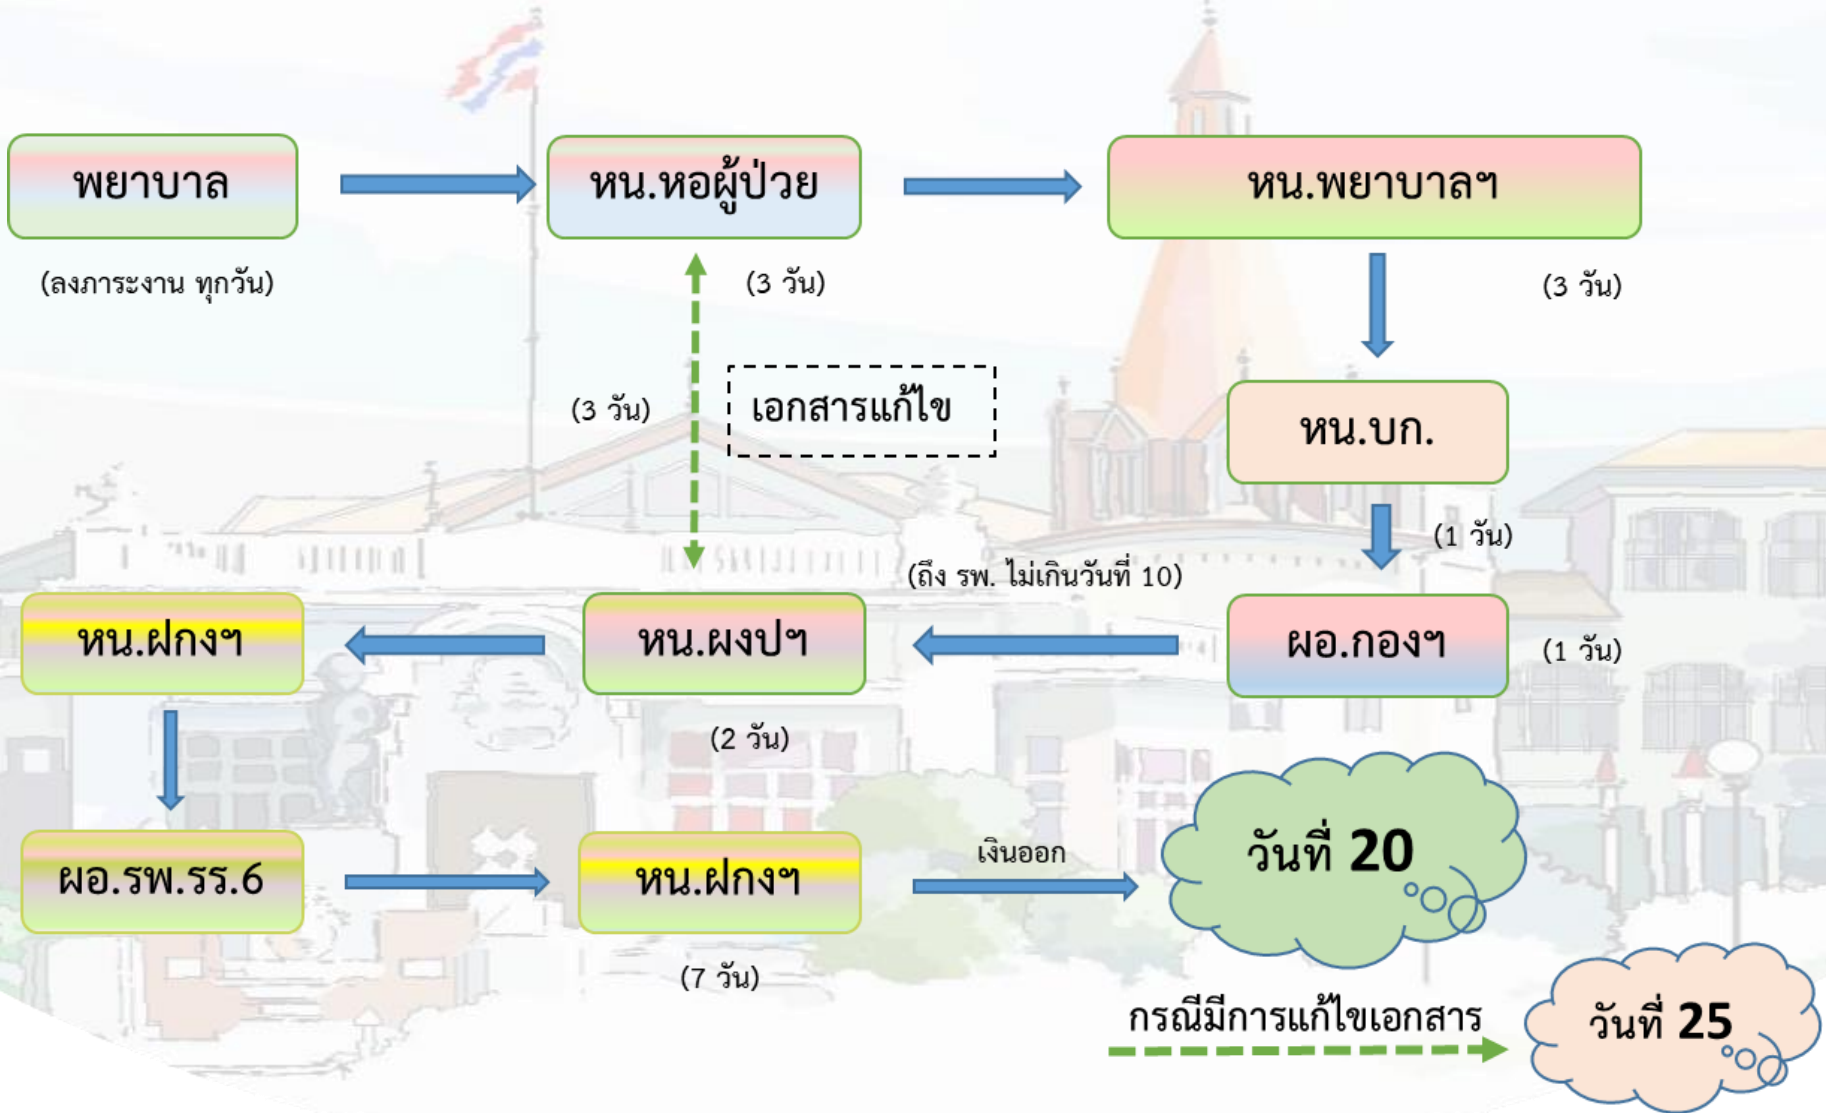 พยาบาล
หน.หอผู้ป่วย
หน.พยาบาลฯ
(ลงภาระงาน ทุกวัน)
(3 วัน)
(3 วัน)
(3 วัน)
เอกสารแก้ไข
หน.บก.
(1 วัน)
(ถึง รพ. ไม่เกินวันที่ 10)
หน.ฝกงฯ
หน.ผงปฯ
ผอ.กองฯ
(1 วัน)
(2 วัน)
ผอ.รพ.รร.6
หน.ฝกงฯ
เงินออก
วันที่ 20
(7 วัน)
กรณีมีการแก้ไขเอกสาร
วันที่ 25